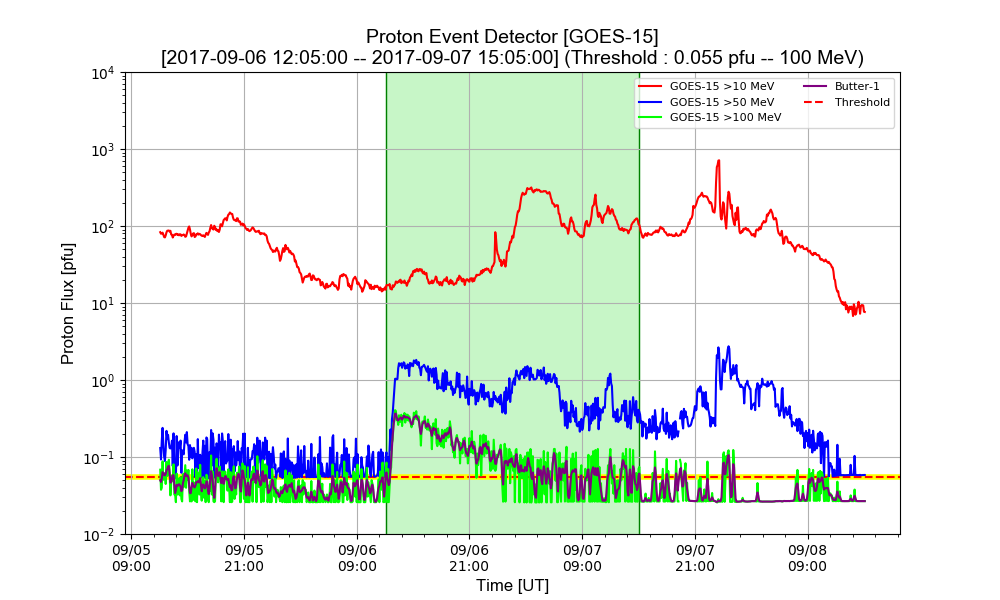 Proton Event Detector [GOES-15]
[2017-09-06 12:05:00 -- 2017-09-07 15:05:00] (Threshold : 0.055 pfu -- 100 MeV)
GOES-15 >10 MeV
GOES-15 >50 MeV
GOES-15 >100 MeV
Butter-1
Threshold
Proton Flux [pfu]
10^4
10^3
10^2
10^1
10^0
10^−1
10^−2
09/05 09/05 09/06 09/06 09/07 09/07 09/08
09:00 21:00 09:00 21:00 09:00 21:00 09:00
Time [UT]